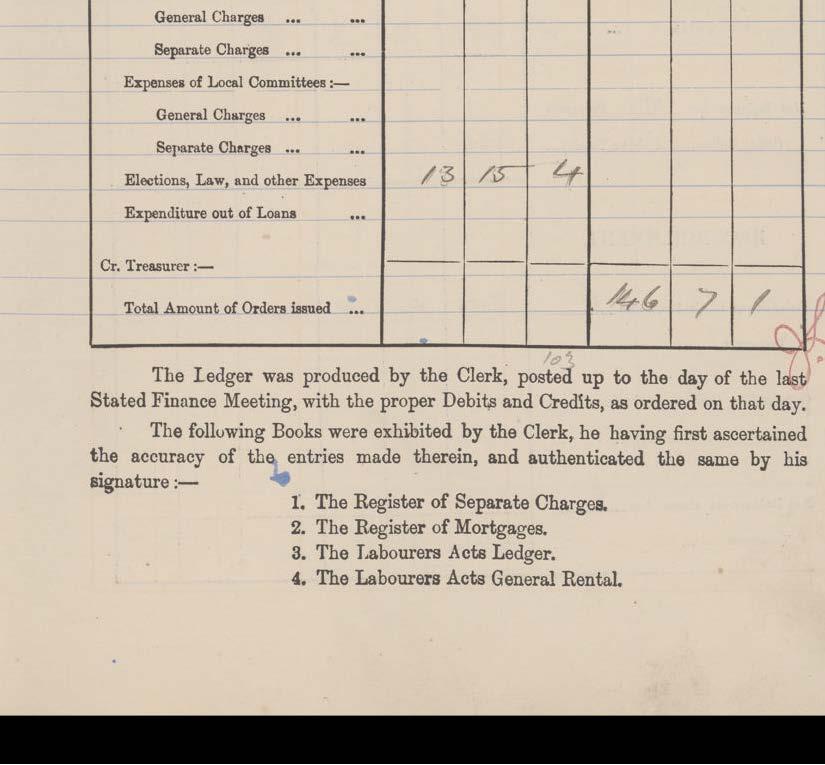 General Charges ... ...
Separate Charges ... ...
Expenses of Local Committees :—
General Charges ... ...
Separate Charges ... ...
Elections, Law, and other Expenses 13 15 4
Expenditure out of Loans ...
Cr. Treasurer :—
Total Amount of Orders issued ... 146 7 1
103
The Ledger was produced by the Clerk, posted up to the day of the last
Stated Finance Meeting, with the proper Debits and Credits, as ordered on that day.
The following Books were exhibited by the Clerk, he having first ascertained
the accuracy of the entries made therein, and authenticated the same by his
signature :—
1. The Register of Separate Charges.
2. The Register of Mortgages.
3. The Labourers Acts Ledger.
4. The Labourers Acts General Rental.